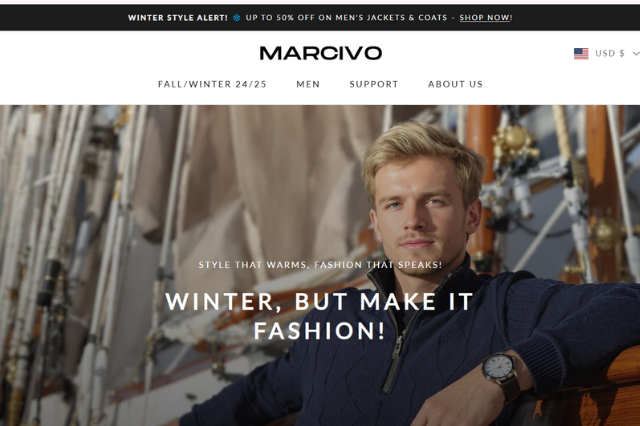 WINTER STYLE ALERT! ❄ UP TO 50% OFF ON MEN'S JACKETS & COATS - SHOP NOW!
MARCIVO
USD $
FALL/WINTER 24/25 MEN SUPPORT ABOUT US
STYLE THAT WARMS, FASHION THAT SPEAKS!
WINTER, BUT MAKE IT
FASHION!